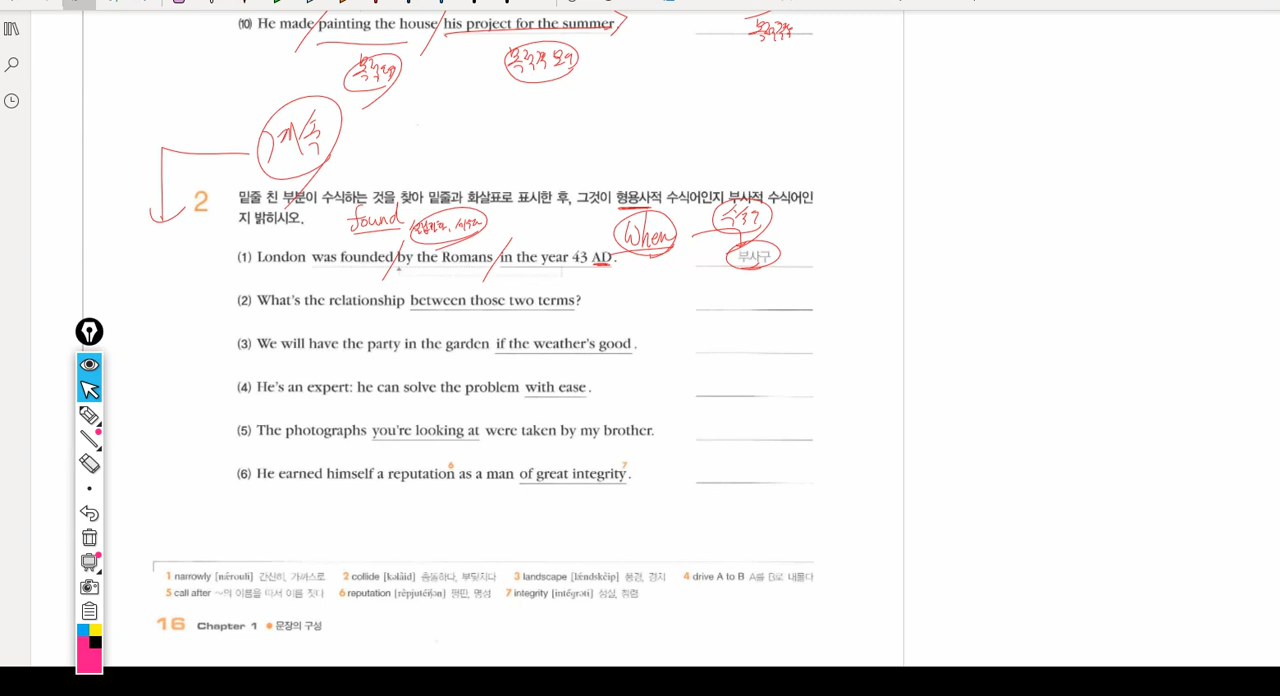 (10) He made / painting the house / his project for the summer.
목적어
목적격 보어
계속
2 밑줄 친 부분이 수식하는 것을 찾아 밑줄과 화살표로 표시한 후, 그것이 형용사적 수식어인지 부사적 수식어인
지 밝히시오.
found
When
(1) London was founded / by the Romans / in the year 43 AD. 부사구
(2) What's the relationship between those two terms?
(3) We will have the party in the garden if the weather's good .
(4) He's an expert: he can solve the problem with ease .
(5) The photographs you're looking at were taken by my brother.
(6) He earned himself a reputation6 as a man of great integrity7.
1 narrowly [nǽrouli] 간신히, 가까스로 2 collide [kəláid] 충돌하다, 부딪치다 3 landscape [lǽndskèip] 풍경, 경치 4 drive A to B A를 B로 내몰다
5 call after ~의 이름을 따서 이름 짓다 6 reputation [rèpjutéiʃən] 평판, 명성 7 integrity [intégrəti] 성실, 청렴
16 Chapter 1 ● 문장의 구성